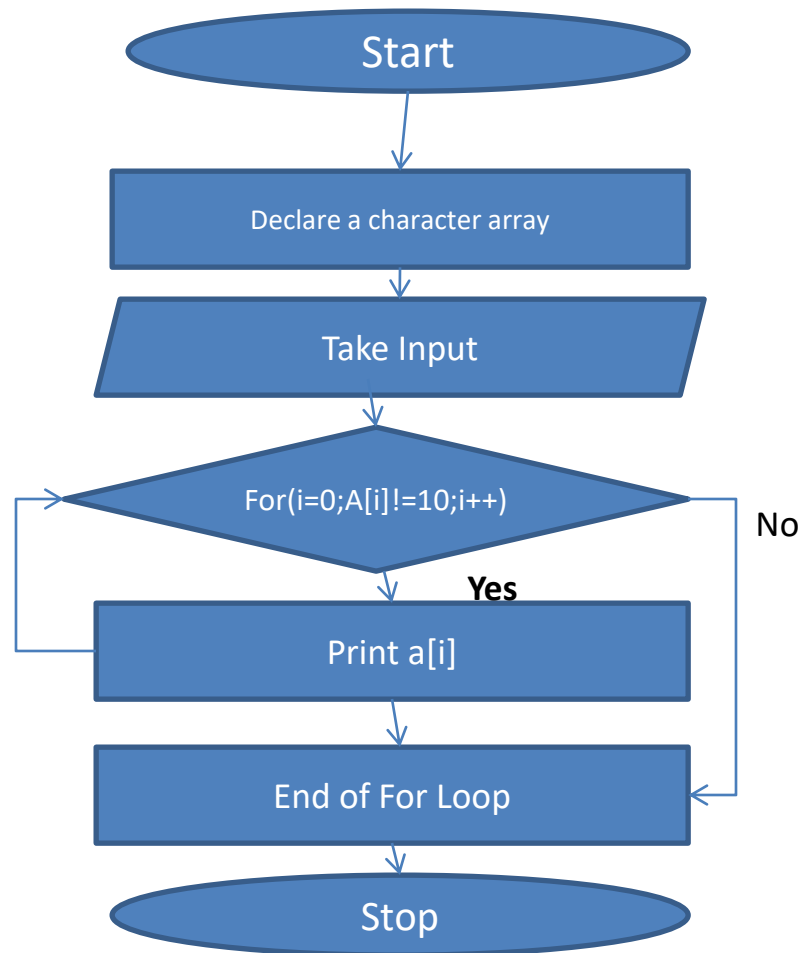 Start
Declare a character array
Take Input
For(i=0;A[i]!=10;i++)
No
Yes
Print a[i]
End of For Loop
Stop